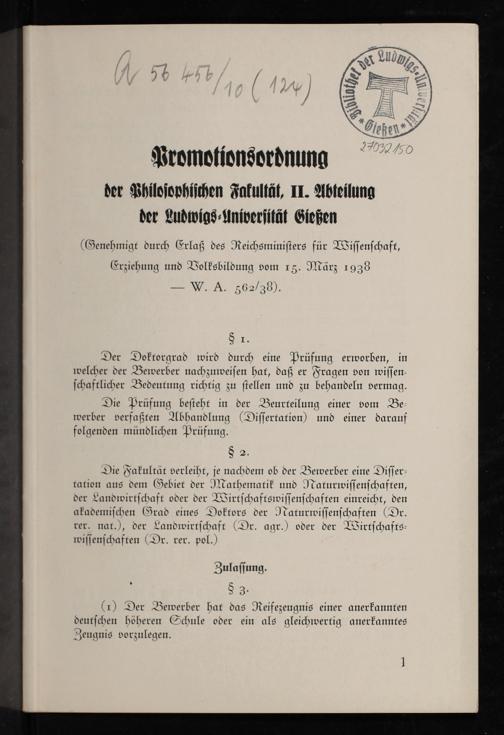 A 56 456/10 (124)
Bibliothek der Ludwigs-Universität
* Gießen *
27032150
Promotionsordnung
der Philosophischen Fakultät, II. Abteilung
der Ludwigs-Universität Gießen
(Genehmigt durch Erlaß des Reichsministers für Wissenschaft,
Erziehung und Volksbildung vom 15. März 1938
— W. A. 562/38).
§ 1.
Der Doktorgrad wird durch eine Prüfung erworben, in
welcher der Bewerber nachzuweisen hat, daß er Fragen von wissen-
schaftlicher Bedeutung richtig zu stellen und zu behandeln vermag.
Die Prüfung besteht in der Beurteilung einer vom Be-
werber verfaßten Abhandlung (Dissertation) und einer darauf
folgenden mündlichen Prüfung.
§ 2.
Die Fakultät verleiht, je nachdem ob der Bewerber eine Disser-
tation aus dem Gebiet der Mathematik und Naturwissenschaften,
der Landwirtschaft oder der Wirtschaftswissenschaften einreicht, den
akademischen Grad eines Doktors der Naturwissenschaften (Dr.
rer. nat.), der Landwirtschaft (Dr. agr.) oder der Wirtschafts-
wissenschaften (Dr. rer. pol.)
Zulassung.
§ 3.
(1) Der Bewerber hat das Reifezeugnis einer anerkannten
deutschen höheren Schule oder ein als gleichwertig anerkanntes
Zeugnis vorzulegen.
1